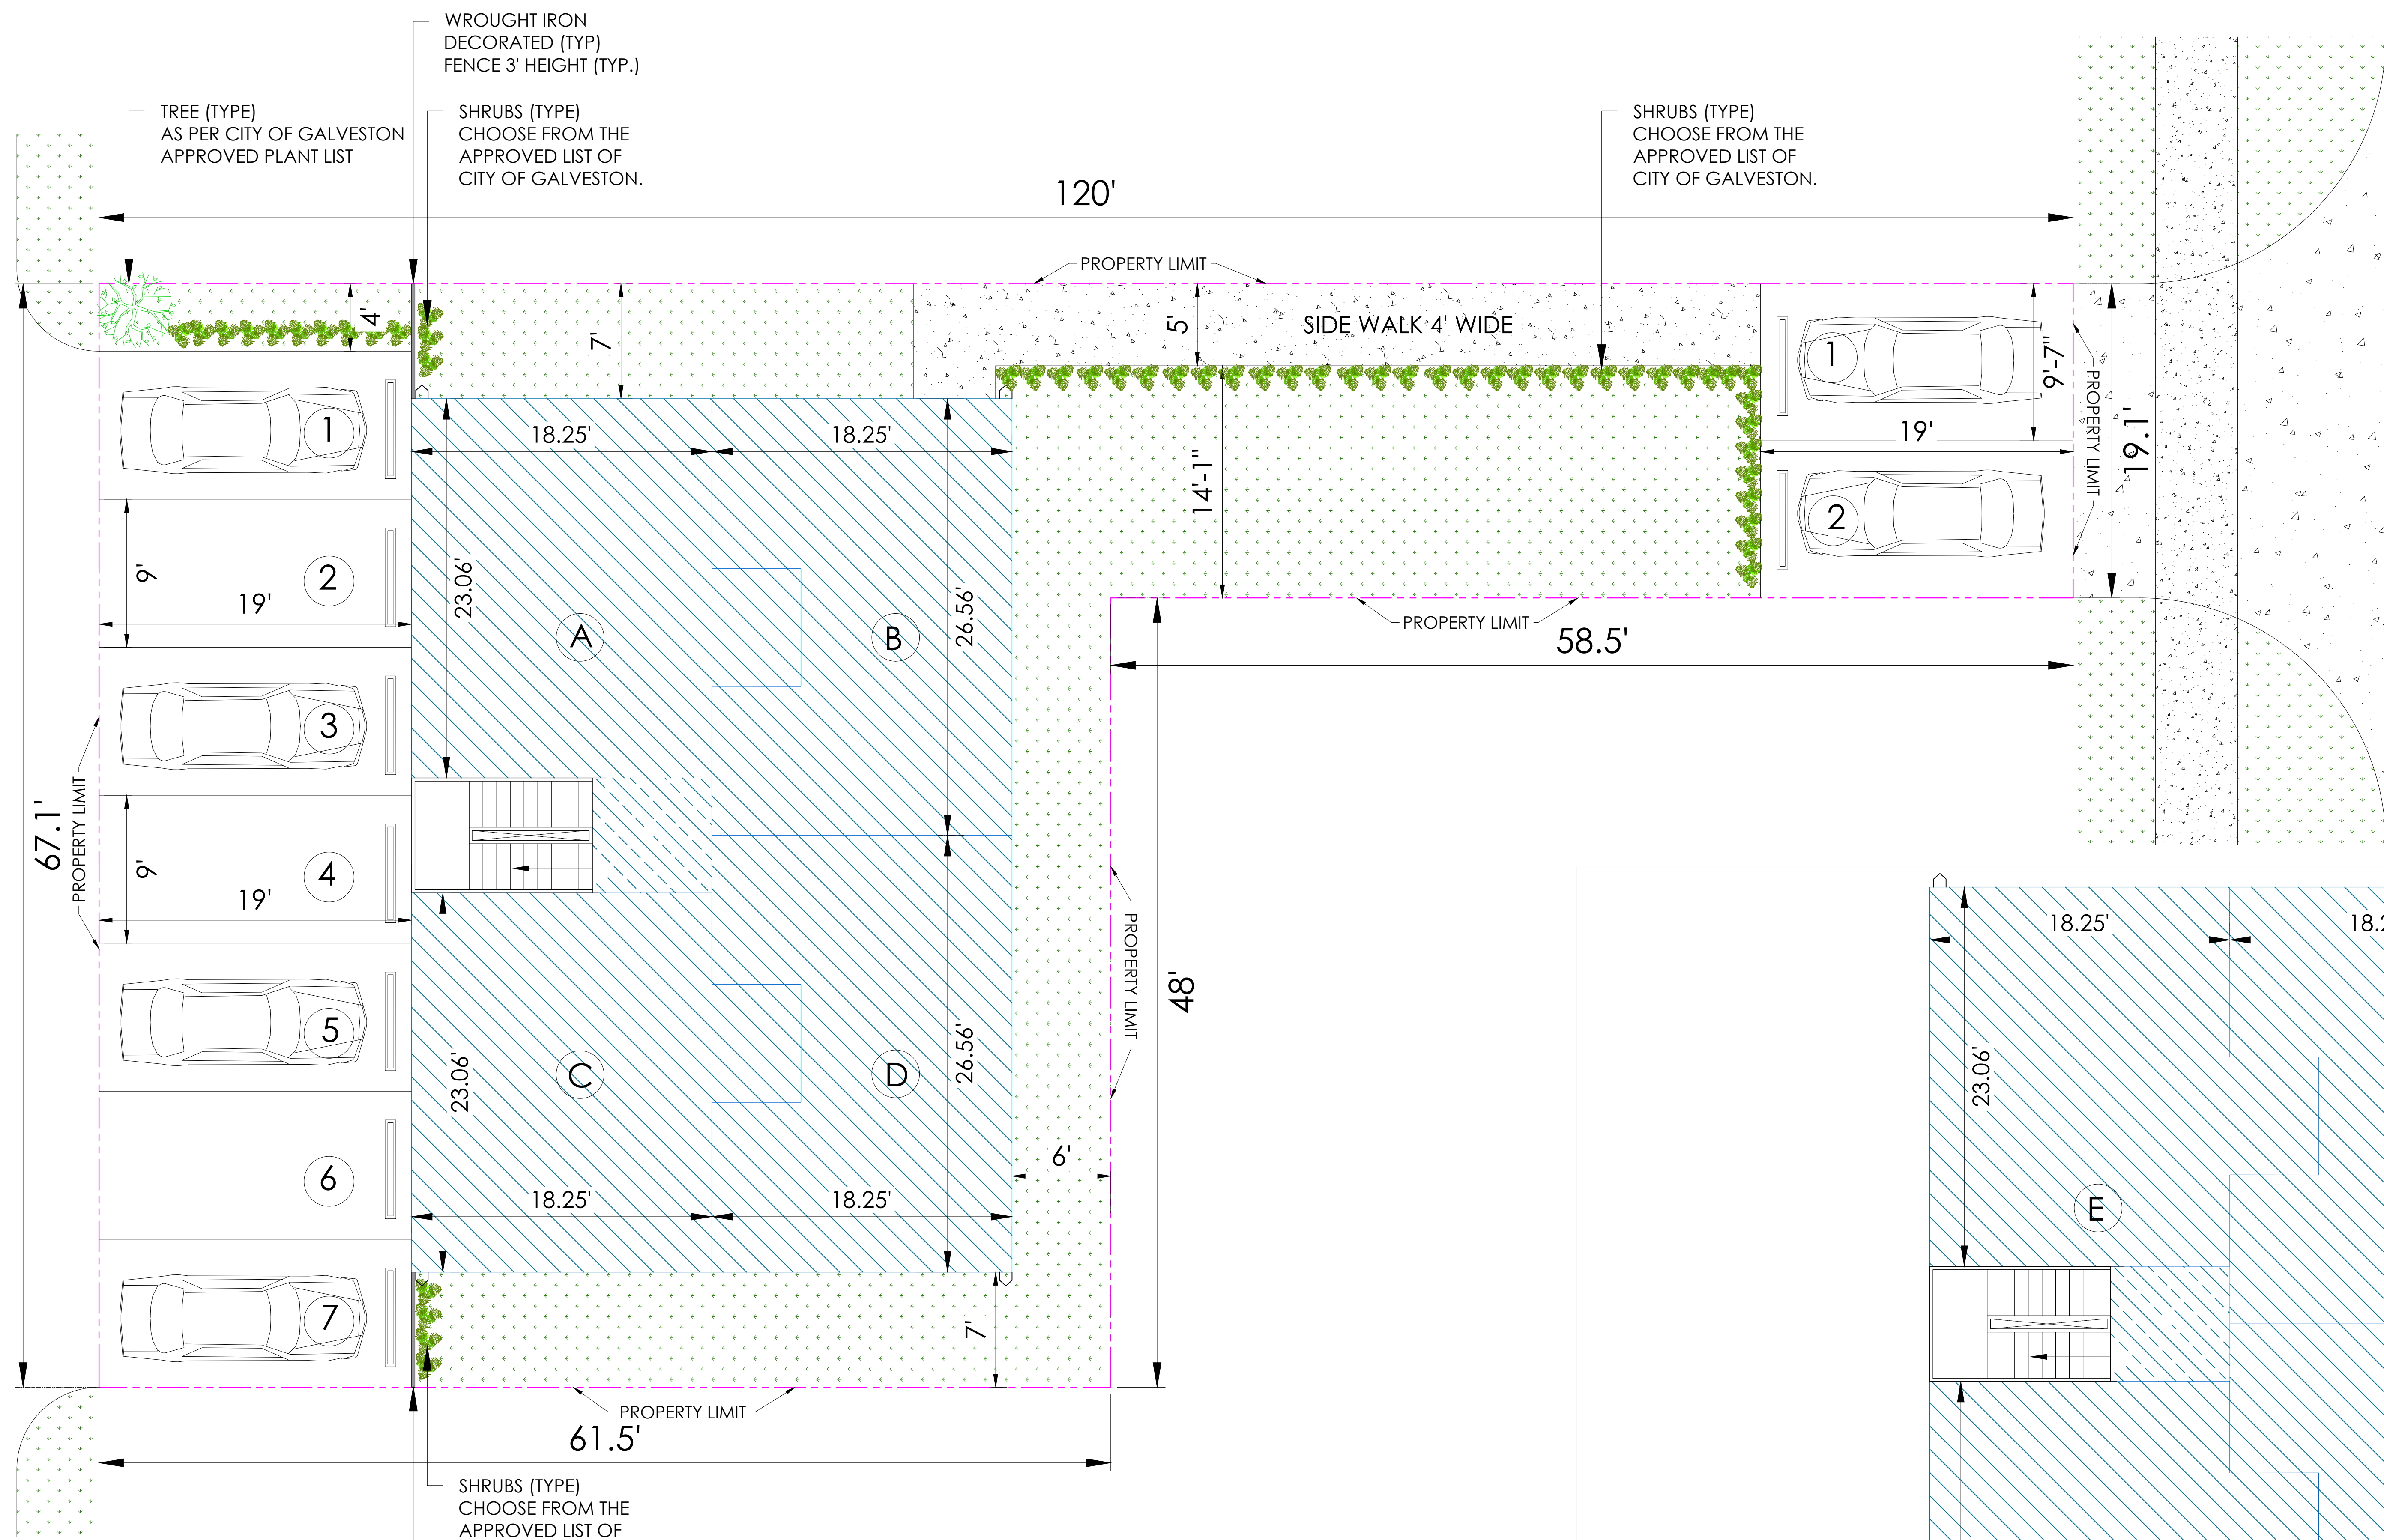 WROUGHT IRON
DECORATED (TYP)
FENCE 3' HEIGHT (TYP.)
TREE (TYPE)
AS PER CITY OF GALVESTON
APPROVED PLANT LIST
SHRUBS (TYPE)
CHOOSE FROM THE
APPROVED LIST OF
CITY OF GALVESTON.
SHRUBS (TYPE)
CHOOSE FROM THE
APPROVED LIST OF
CITY OF GALVESTON.
120'
PROPERTY LIMIT
4'
7'
5'
SIDE WALK 4' WIDE
1
9'-7"
PROPERTY LIMIT
19.1'
1
18.25'
18.25'
14'-1"
19'
2
9'
2
19'
23.06'
A
B
26.56'
PROPERTY LIMIT
58.5'
3
67.1'
PROPERTY LIMIT
9'
4
19'
PROPERTY LIMIT
48'
18.25'
18.2
5
23.06'
C
D
26.56'
23.06'
6
18.25'
18.25'
6'
E
7
7'
PROPERTY LIMIT
61.5'
SHRUBS (TYPE)
CHOOSE FROM THE
APPROVED LIST OF